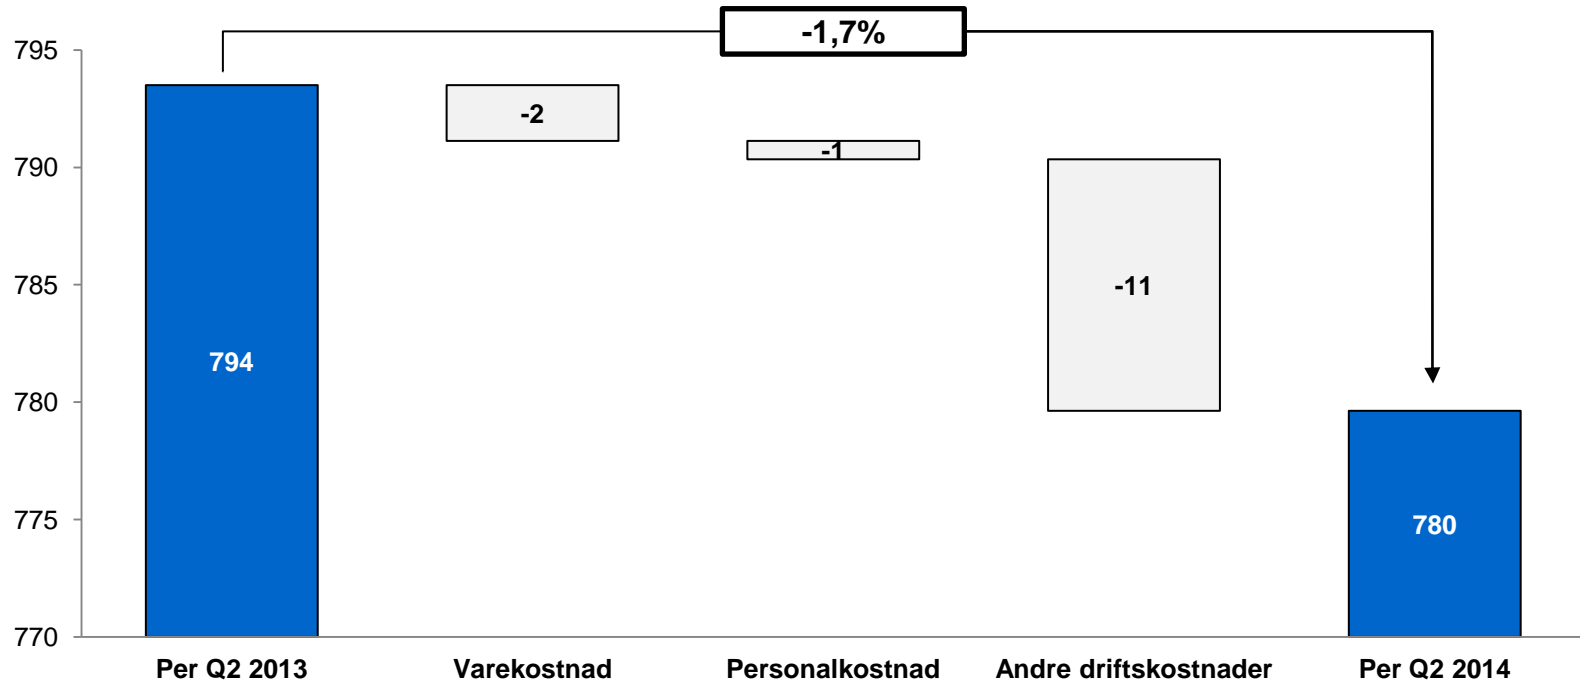 -1,7%
795
790
785
780
775
770
794
-2
-1
-11
780
Per Q2 2013
Varekostnad
Personalkostnad
Andre driftskostnader
Per Q2 2014